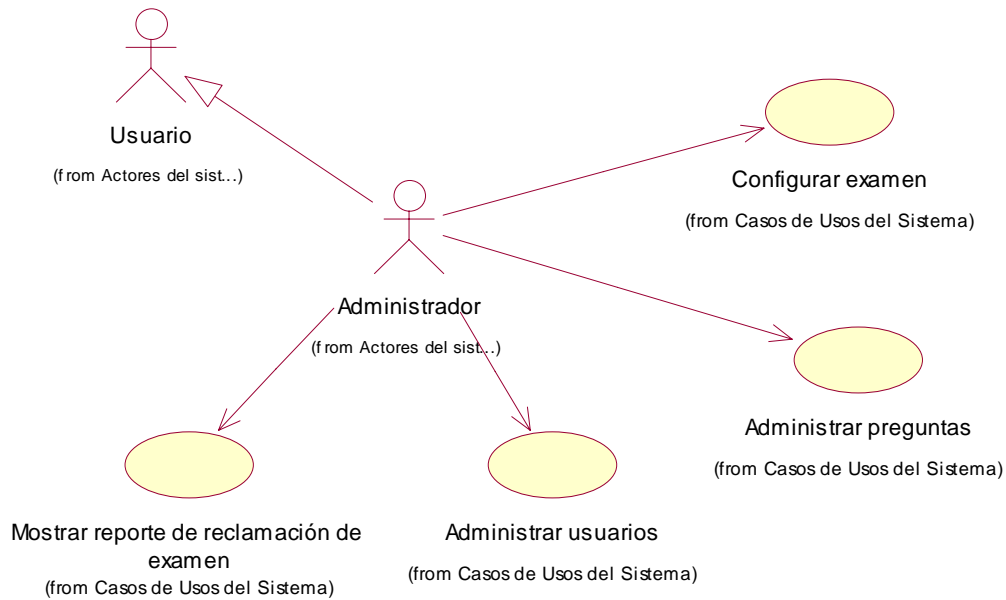 Usuario
(from Actores del sist...)
Configurar examen
(from Casos de Usos del Sistema)
Administrador
(from Actores del sist...)
Administrar preguntas
(from Casos de Usos del Sistema)
Mostrar reporte de reclamación de
examen
(from Casos de Usos del Sistema)
Administrar usuarios
(from Casos de Usos del Sistema)